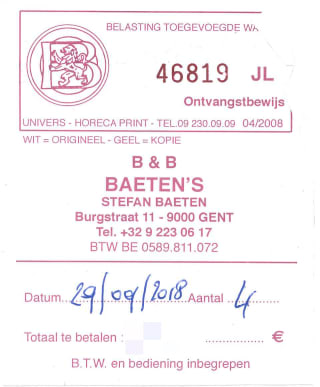 BELASTING TOEGEVOEGDE WA
B
46819 JL
Ontvangstbewijs
UNIVERS - HORECA PRINT - TEL.09 230.09.09 04/2008
WIT = ORIGINEEL - GEEL = KOPIE
B & B
BAETEN'S
STEFAN BAETEN
Burgstraat 11 - 9000 GENT
Tel. +32 9 223 06 17
BTW BE 0589.811.072
Datum 29/09/2018 Aantal 4
Totaal te betalen : €
B.T.W. en bediening inbegrepen